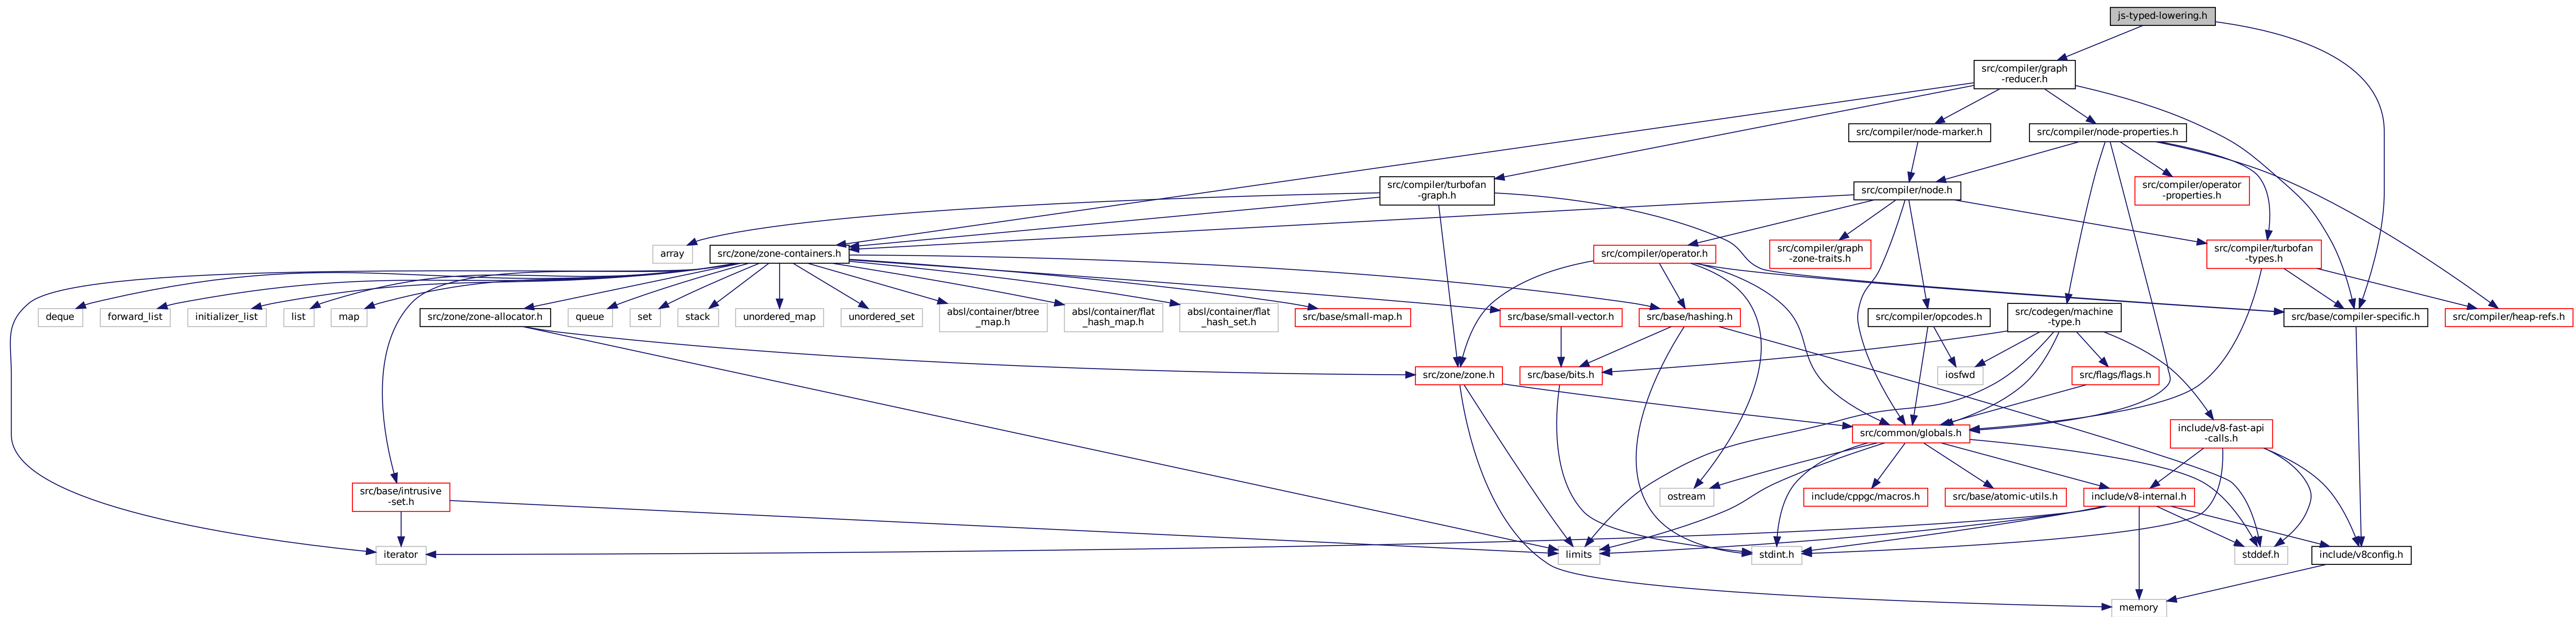 js-typed-lowering.h
src/compiler/graph
-reducer.h
src/compiler/node-marker.h
src/compiler/node-properties.h
src/compiler/turbofan
-graph.h
src/compiler/node.h
src/compiler/operator
-properties.h
array
src/zone/zone-containers.h
src/compiler/operator.h
src/compiler/graph
-zone-traits.h
src/compiler/turbofan
-types.h
deque
forward_list
initializer_list
list
map
src/zone/zone-allocator.h
queue
set
stack
unordered_map
unordered_set
absl/container/btree
_map.h
absl/container/flat
_hash_map.h
absl/container/flat
_hash_set.h
src/base/small-map.h
src/base/small-vector.h
src/base/hashing.h
src/compiler/opcodes.h
src/codegen/machine
-type.h
src/base/compiler-specific.h
src/compiler/heap-refs.h
src/zone/zone.h
src/base/bits.h
iosfwd
src/flags/flags.h
src/common/globals.h
include/v8-fast-api
-calls.h
src/base/intrusive
-set.h
ostream
include/cppgc/macros.h
src/base/atomic-utils.h
include/v8-internal.h
iterator
limits
stdint.h
stddef.h
include/v8config.h
memory